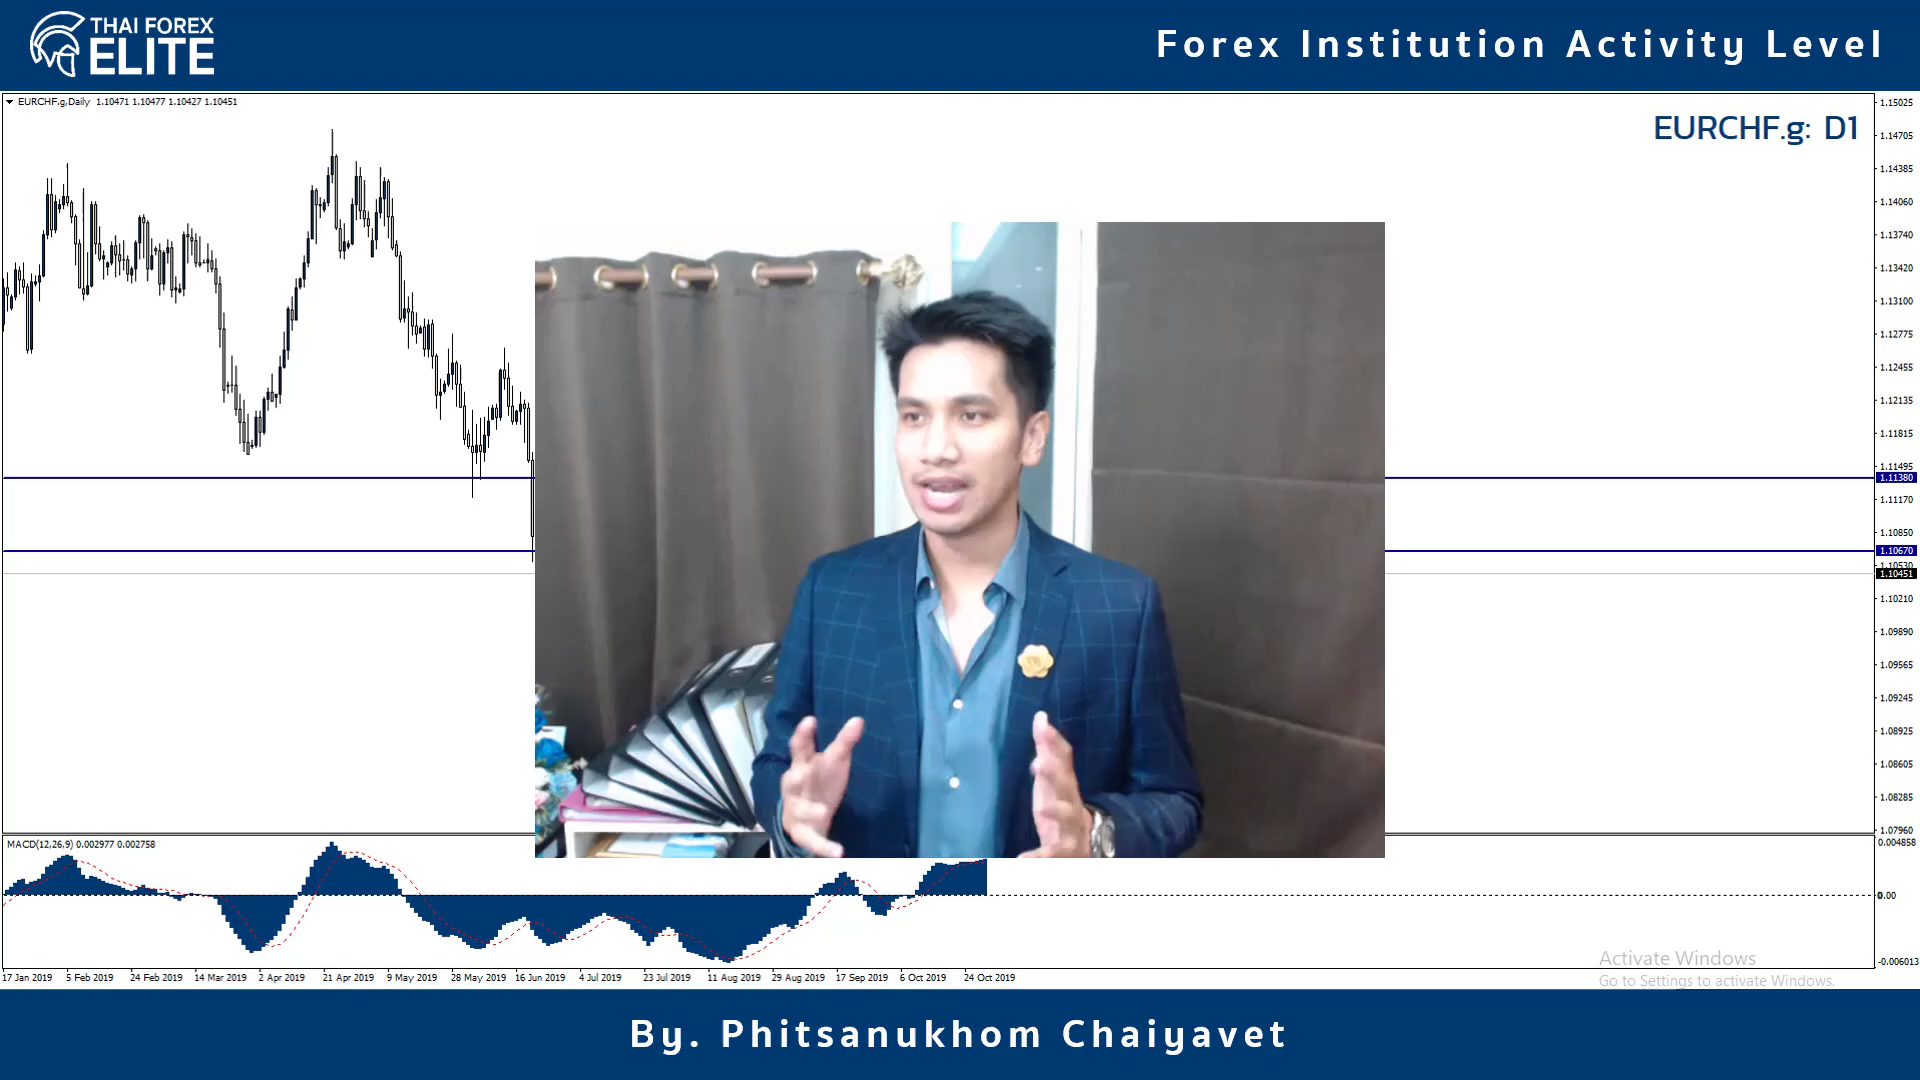 THAI FOREX
ELITE
Forex Institution Activity Level
EURCHF.g,Daily 1.10471 1.10477 1.10427 1.10451
EURCHF.g: D1
1.15025
1.14705
1.14385
1.14060
1.13740
1.13420
1.13100
1.12775
1.12455
1.12135
1.11815
1.11495
1.11380
1.11170
1.10850
1.10670
1.10530
1.10451
1.10210
1.09890
1.09565
1.09245
1.08925
1.08605
1.08285
1.07960
MACD(12,26,9) 0.002977 0.002758
0.004858
0.00
-0.006013
17 Jan 2019 5 Feb 2019 24 Feb 2019 14 Mar 2019 2 Apr 2019 21 Apr 2019 9 May 2019 28 May 2019 16 Jun 2019 4 Jul 2019 23 Jul 2019 11 Aug 2019 29 Aug 2019 17 Sep 2019 6 Oct 2019 24 Oct 2019
Activate Windows
Go to Settings to activate Windows.
By. Phitsanukhom Chaiyavet